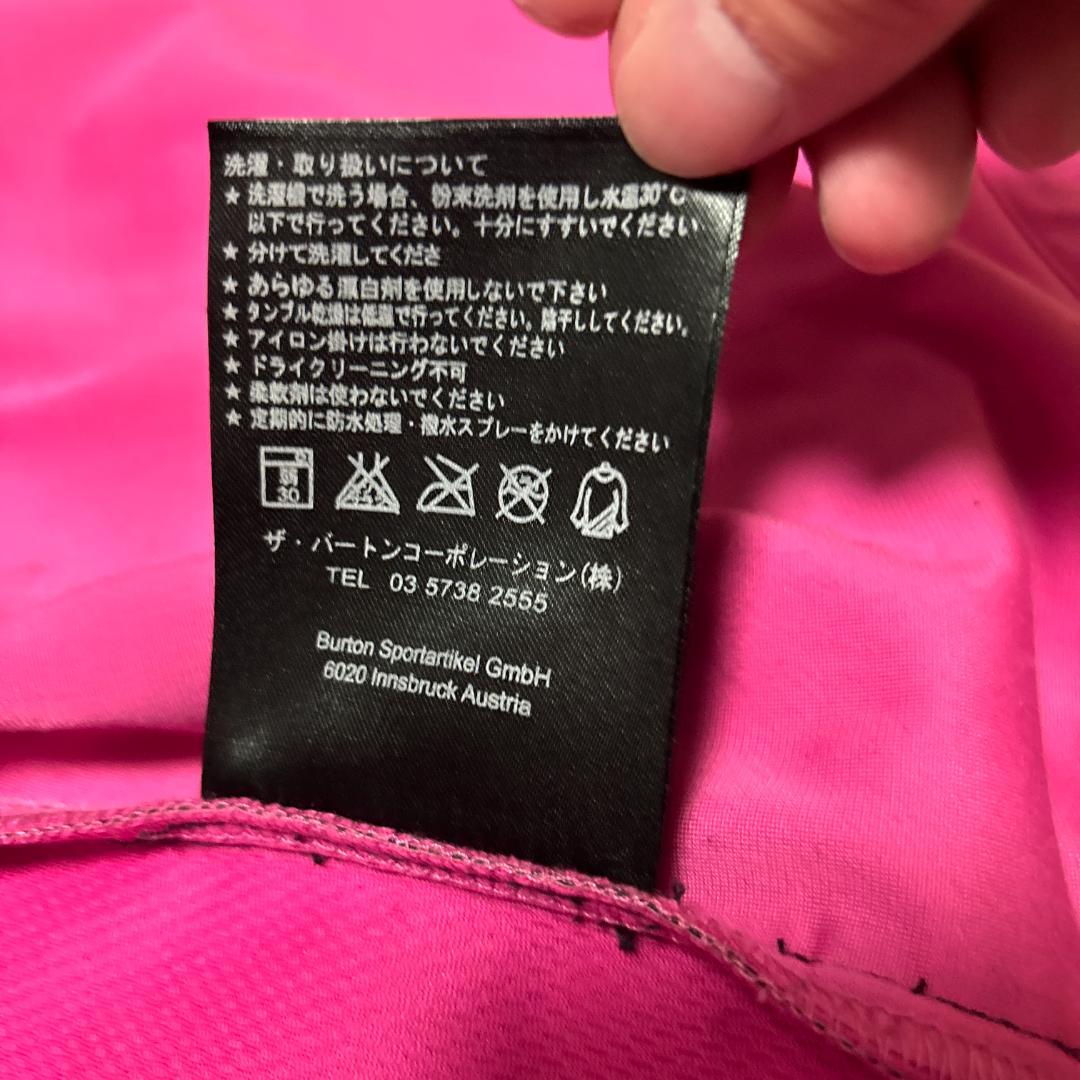 洗濯・取り扱いについて
★ 洗濯機で洗う場合、粉末洗剤を使用し水温30℃
以下で行ってください。十分にすすいでください
★ 分けて洗濯してくださ
★ あらゆる漂白剤を使用しないで下さい
★ タンブル乾燥は低温で行ってください。陰干ししてください。
★ アイロン掛けは行わないでください
★ ドライクリーニング不可
★ 柔軟剤は使わないでください
★ 定期的に防水処理・撥水スプレーをかけてください
弱
30
ザ・バートンコーポレーション(株)
TEL 03 5738 2555
Burton Sportartikel GmbH
6020 Innsbruck Austria